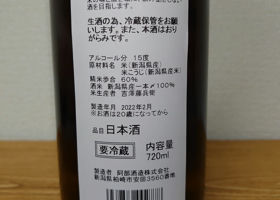 酒を目指します。
生酒の為、冷蔵保管をお願
いします。また、本酒はおり
がらみです。
アルコール分 15度
原材料名 米(新潟県産)
米こうじ(新潟県産米)
精米歩合 60%
酒米 新潟県産一本〆100%
米生産者 吉澤藤兵衛
製造年月 2022年2月
※お酒は20歳になってから
品目 日本酒
要冷蔵
内容量
720ml
製造者 阿部酒造株式会社
新潟県柏崎市安田3560番地